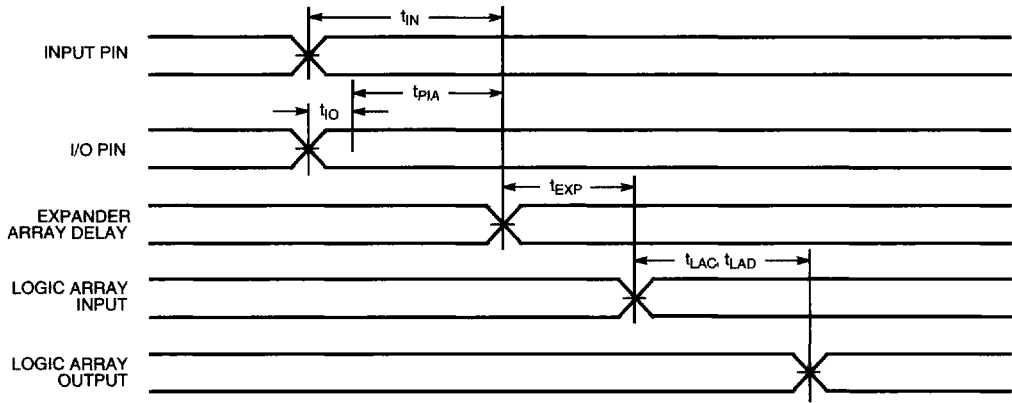 tIN
INPUT PIN
tPIA
tIO
I/O PIN
tEXP
EXPANDER
ARRAY DELAY
tLAC, tLAD
LOGIC ARRAY
INPUT
LOGIC ARRAY
OUTPUT